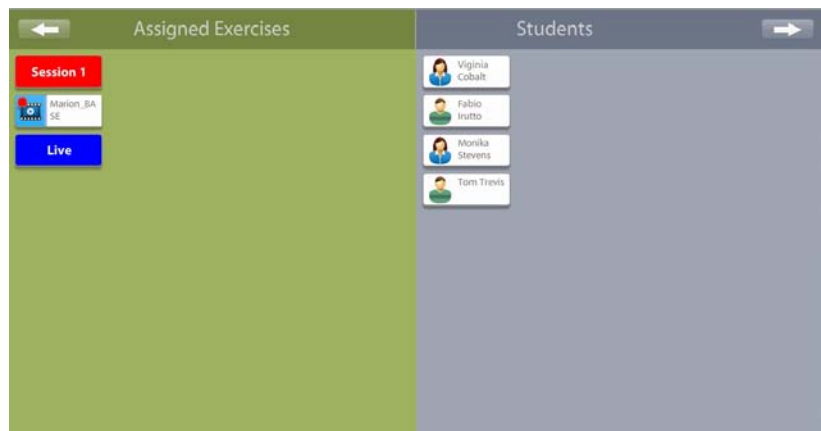 Assigned Exercises
Session 1
Marion_BA
SE
Live
Students
Viginia
Cobalt
Fabio
Irutto
Monika
Stevens
Tom Trevis